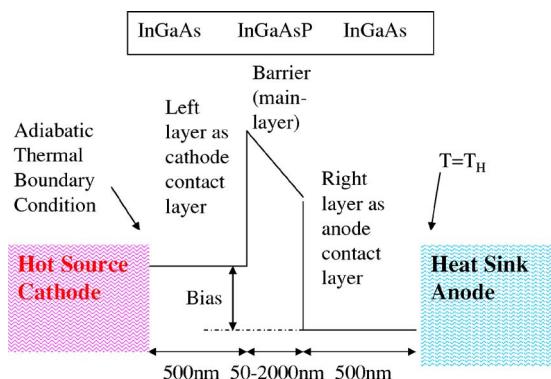 InGaAs InGaAsP InGaAs
Barrier
(main-
layer)
Left
layer as
cathode
contact
layer
Adiabatic
Thermal
Boundary
Condition
T=T_H
Right
layer as
anode
contact
layer
Hot Source
Cathode
Heat Sink
Anode
Bias
500nm 50-2000nm 500nm